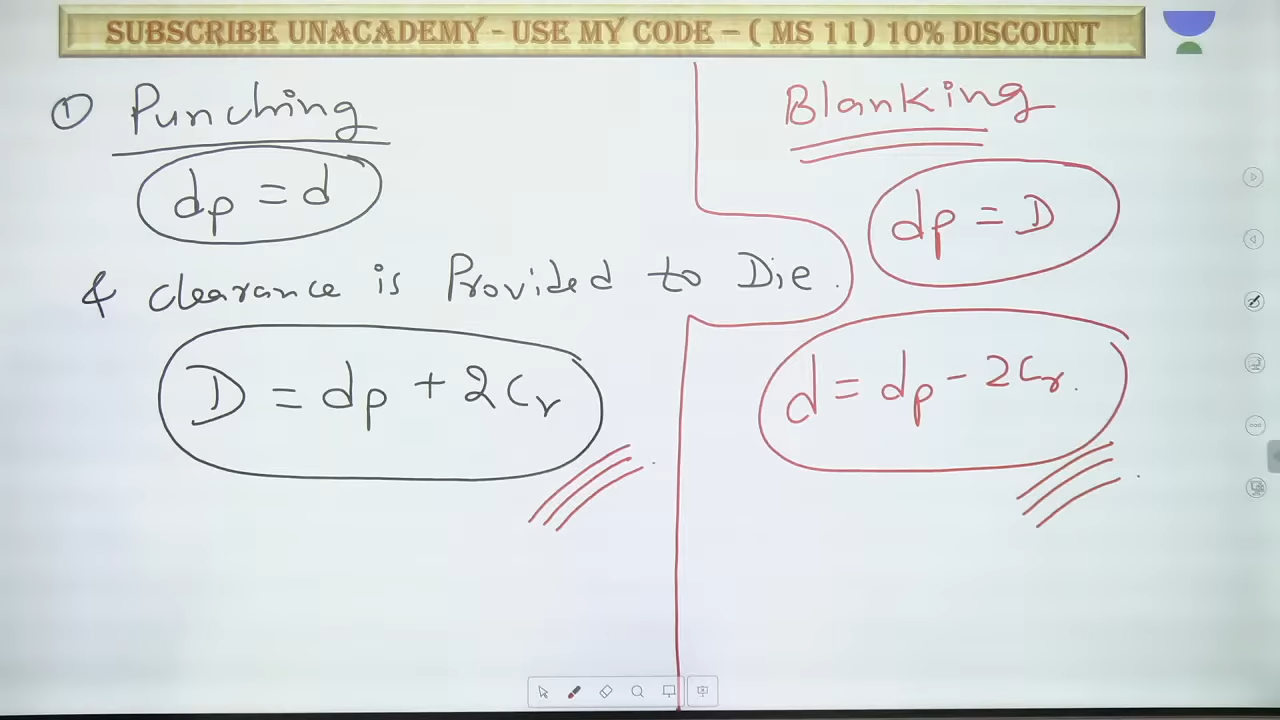 SUBSCRIBE UNACADEMY - USE MY CODE – ( MS 11) 10% DISCOUNT
① Punching
dp = d
& clearance is Provided to Die.
D = dp + 2Cr
Blanking
dp = D
d = dp - 2Cr.